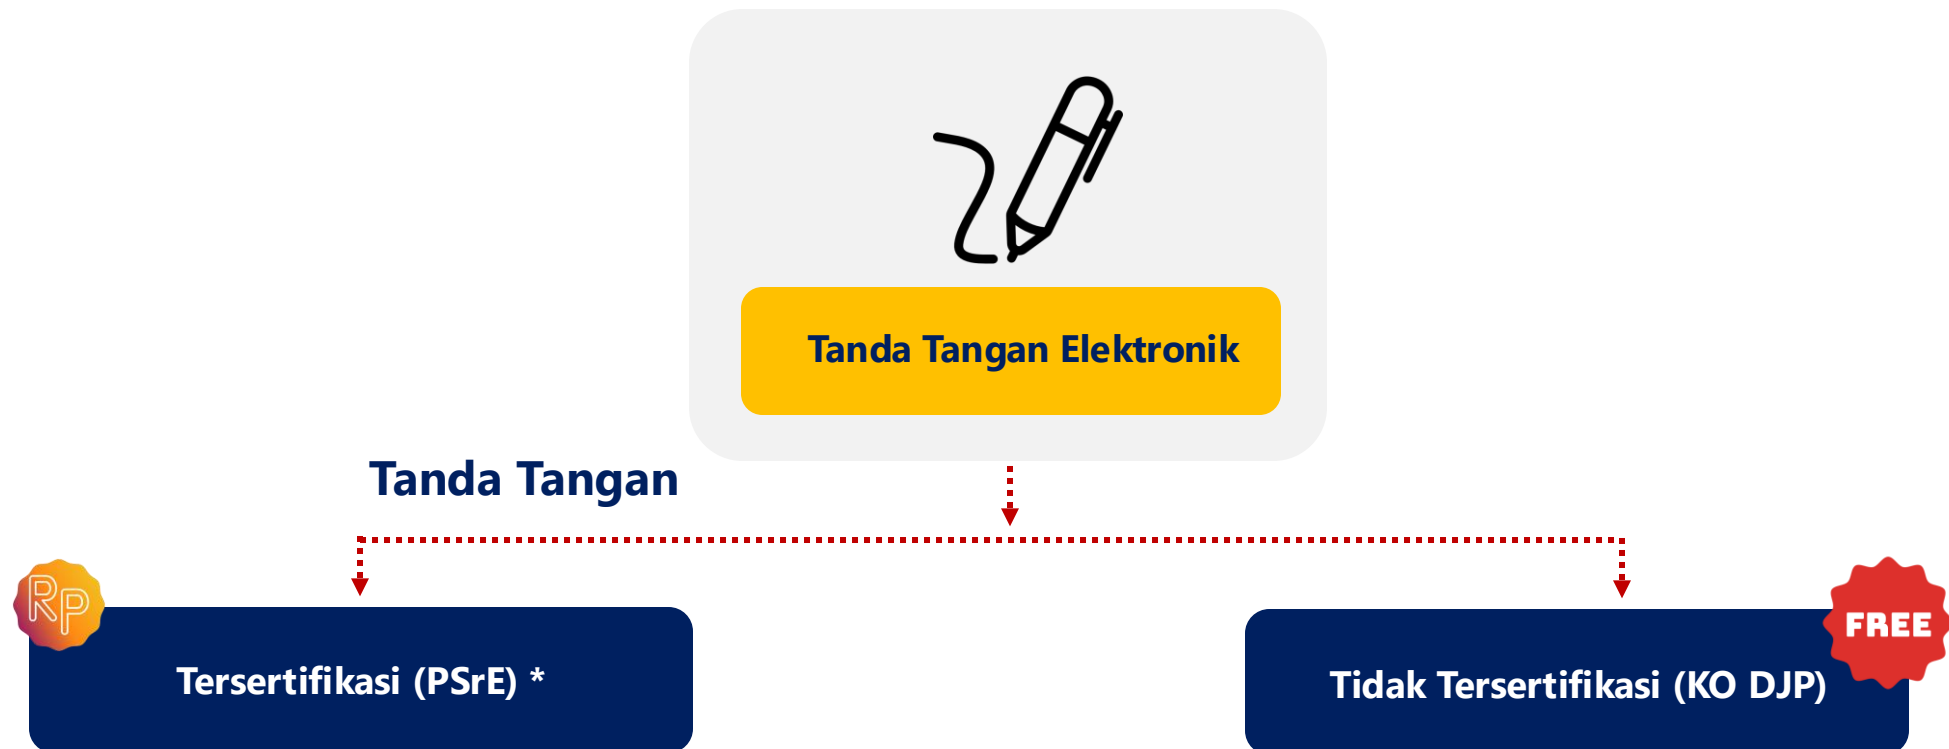 Tanda Tangan Elektronik
Tanda Tangan
RP
FREE
Tersertifikasi (PSrE) *
Tidak Tersertifikasi (KO DJP)